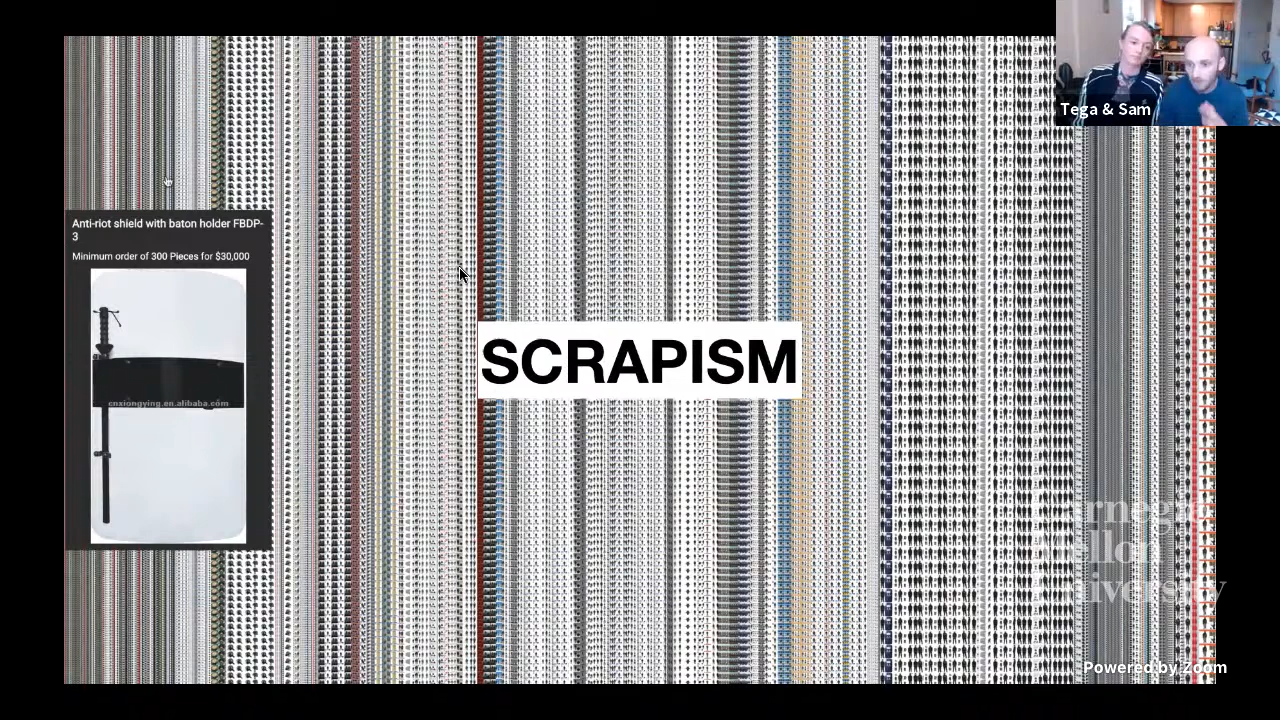 Tega & Sam
Anti-riot shield with baton holder FBDP-
3
Minimum order of 300 Pieces for $30,000
cnxiongying.en.alibaba.com
SCRAPISM
Carnegie
Mellon
University
Powered by Zoom